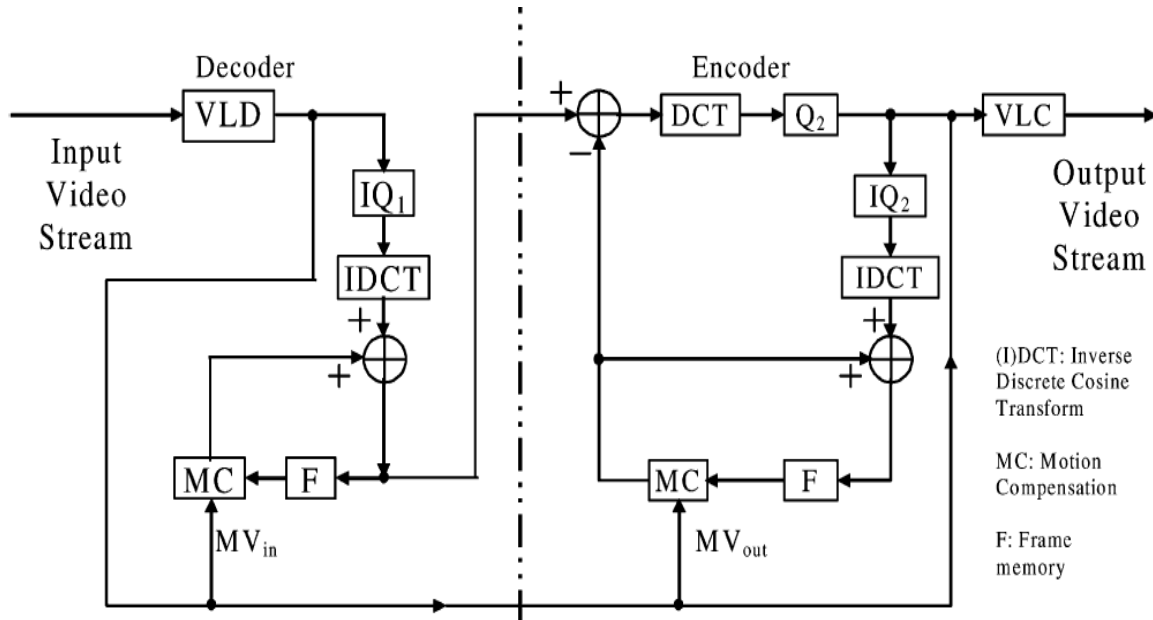 Decoder
Encoder
VLD
Input
Video
Stream
IQ1
IDCT
+
+
MC
F
MVin
+
−
DCT
Q2
VLC
Output
Video
Stream
IQ2
IDCT
+
+
MC
F
MVout
(I)DCT: Inverse
Discrete Cosine
Transform
MC: Motion
Compensation
F: Frame
memory